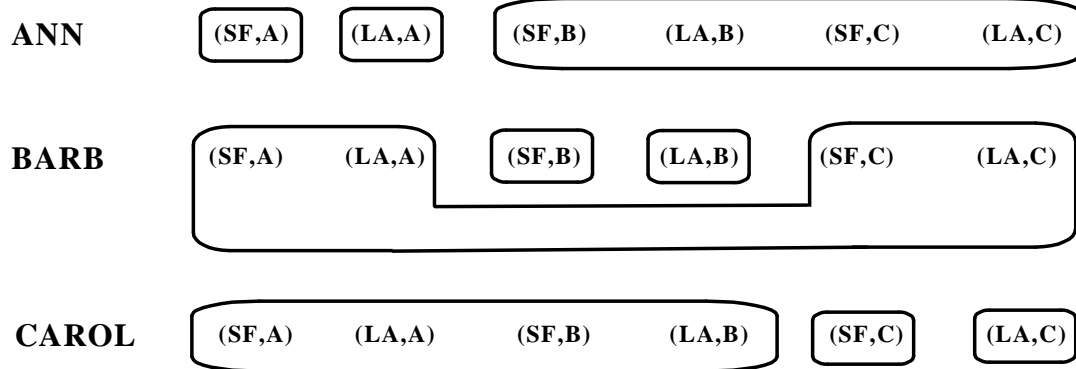 ANN (SF,A) (LA,A) (SF,B) (LA,B) (SF,C) (LA,C)
BARB (SF,A) (LA,A) (SF,B) (LA,B) (SF,C) (LA,C)
CAROL (SF,A) (LA,A) (SF,B) (LA,B) (SF,C) (LA,C)